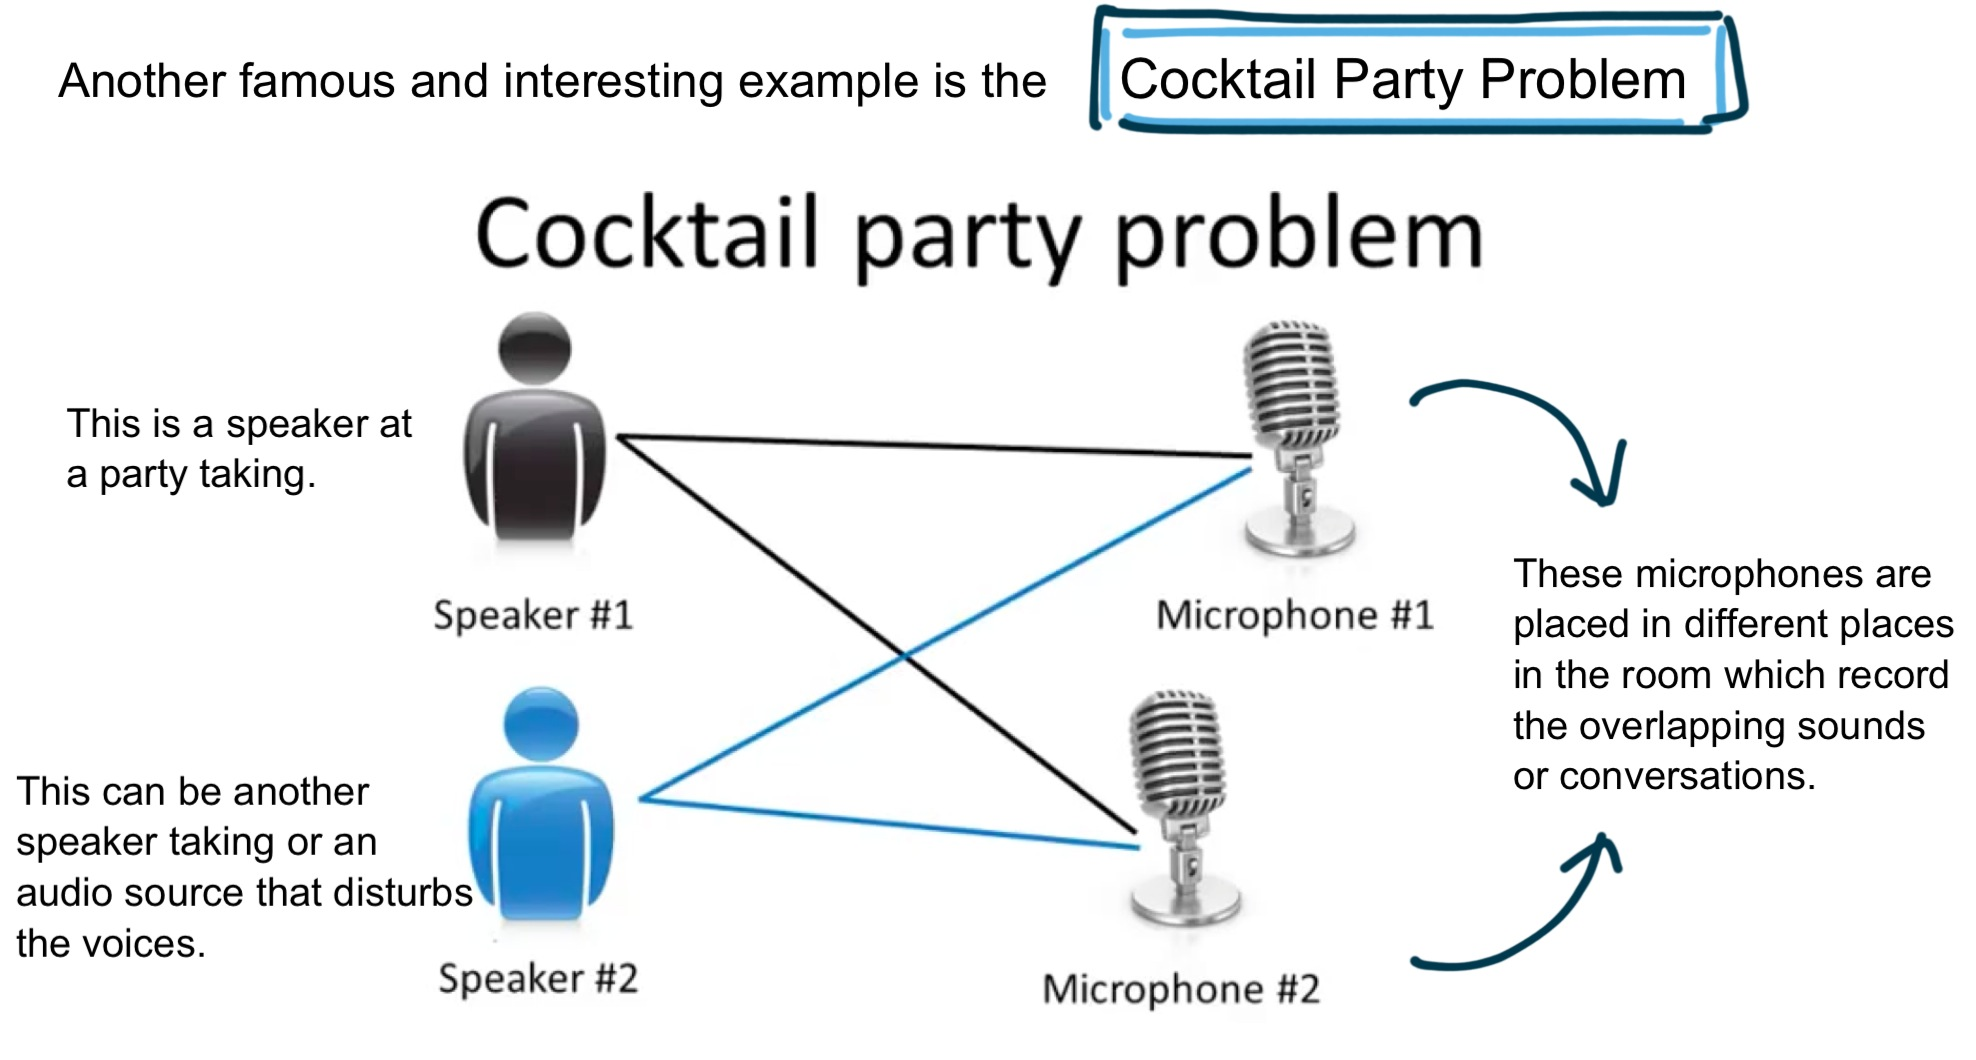 Another famous and interesting example is the Cocktail Party Problem
Cocktail party problem
This is a speaker at
a party taking.
Speaker #1
Microphone #1
These microphones are
placed in different places
in the room which record
the overlapping sounds
or conversations.
This can be another
speaker taking or an
audio source that disturbs
the voices.
Speaker #2
Microphone #2